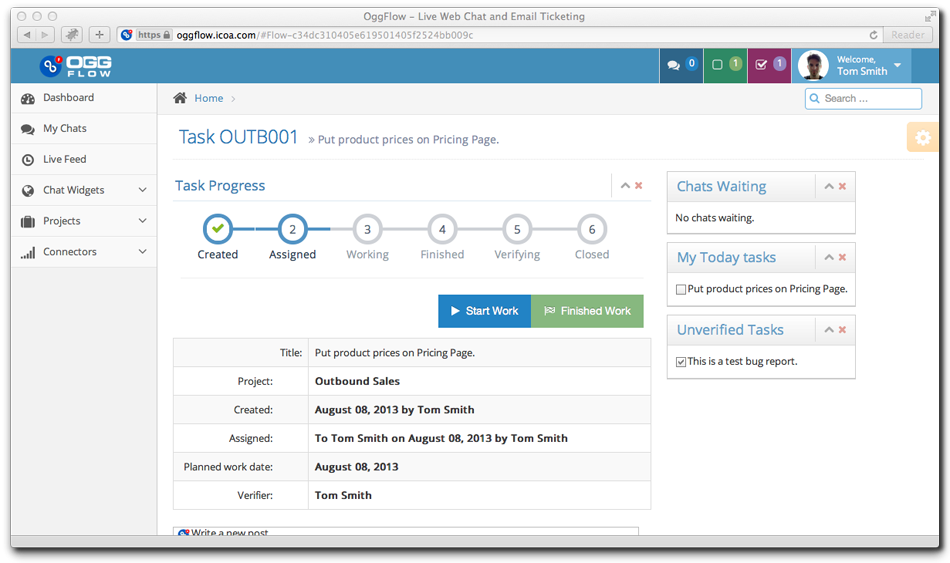 OggFlow – Live Web Chat and Email Ticketing
https oggflow.icoa.com/#Flow-c34dc310405e619501405f2524bb009c Reader
OGG FLOW
0 1 1 Welcome, Tom Smith
Dashboard
My Chats
Live Feed
Chat Widgets
Projects
Connectors
Home >
Search ...
Task OUTB001 » Put product prices on Pricing Page.
Task Progress
2 3 4 5 6
Created Assigned Working Finished Verifying Closed
Start Work Finished Work
Title: Put product prices on Pricing Page.
Project: Outbound Sales
Created: August 08, 2013 by Tom Smith
Assigned: To Tom Smith on August 08, 2013 by Tom Smith
Planned work date: August 08, 2013
Verifier: Tom Smith
Write a new post
Chats Waiting
No chats waiting.
My Today tasks
Put product prices on Pricing Page.
Unverified Tasks
This is a test bug report.